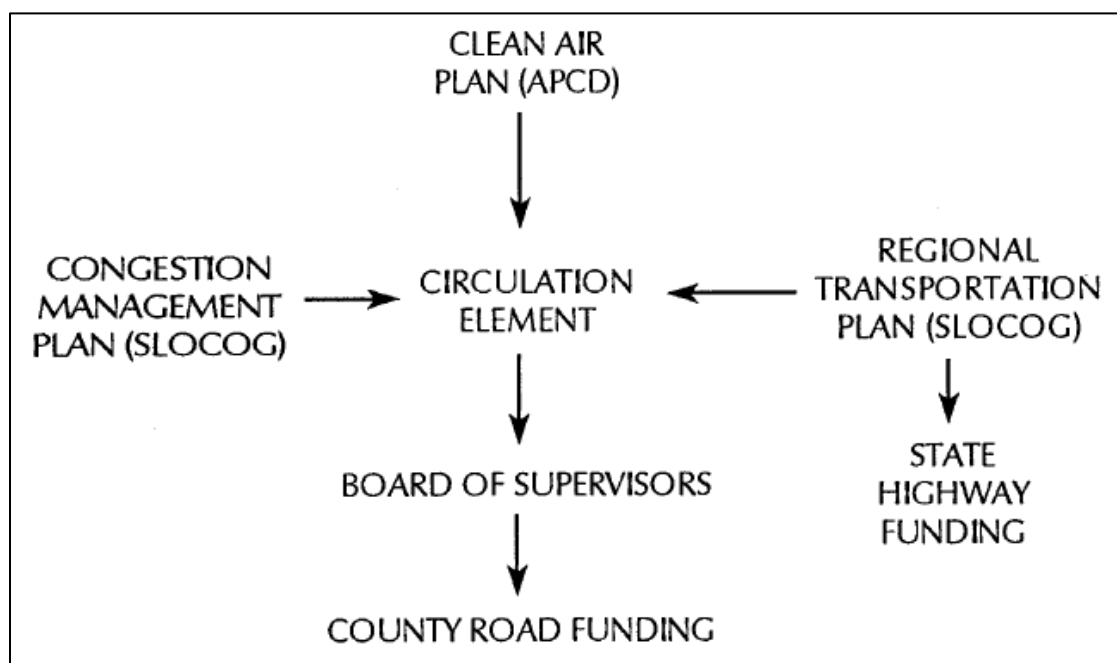 CLEAN AIR
PLAN (APCD)
CONGESTION
MANAGEMENT
PLAN (SLOCOG)
CIRCULATION
ELEMENT
REGIONAL
TRANSPORTATION
PLAN (SLOCOG)
BOARD OF SUPERVISORS
STATE
HIGHWAY
FUNDING
COUNTY ROAD FUNDING